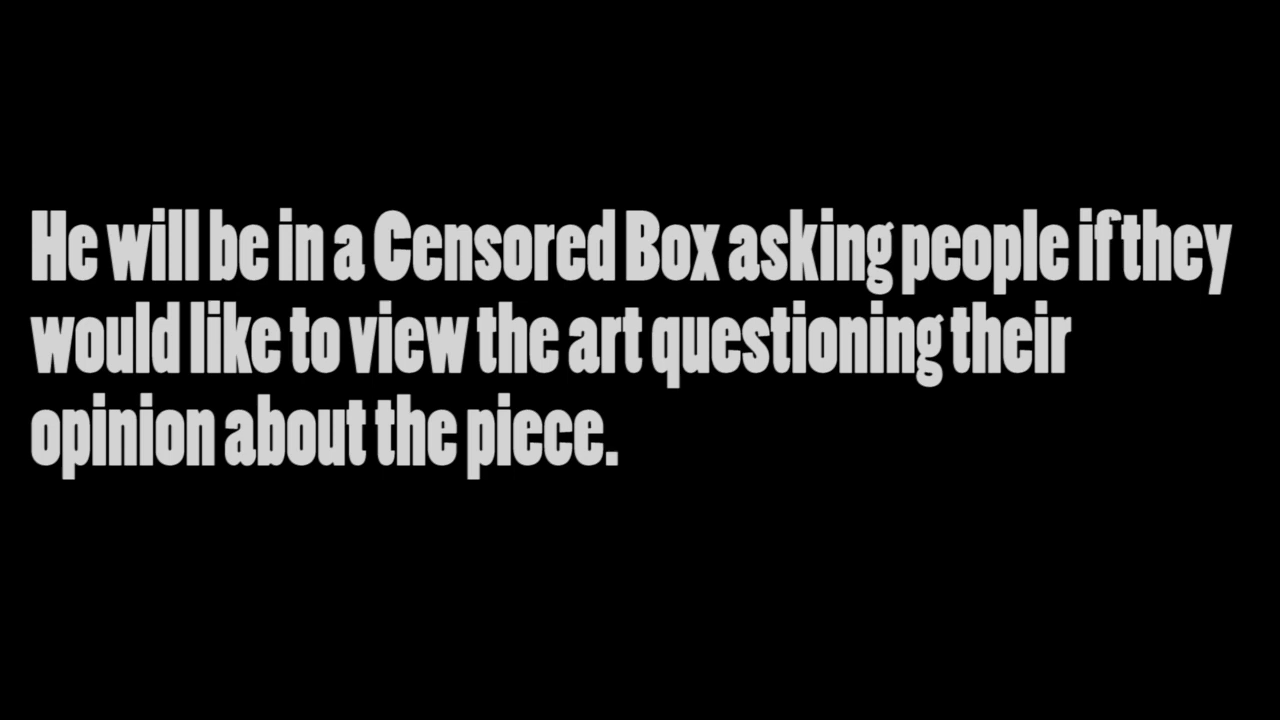 He will be in a Censored Box asking people if they
would like to view the art questioning their
opinion about the piece.